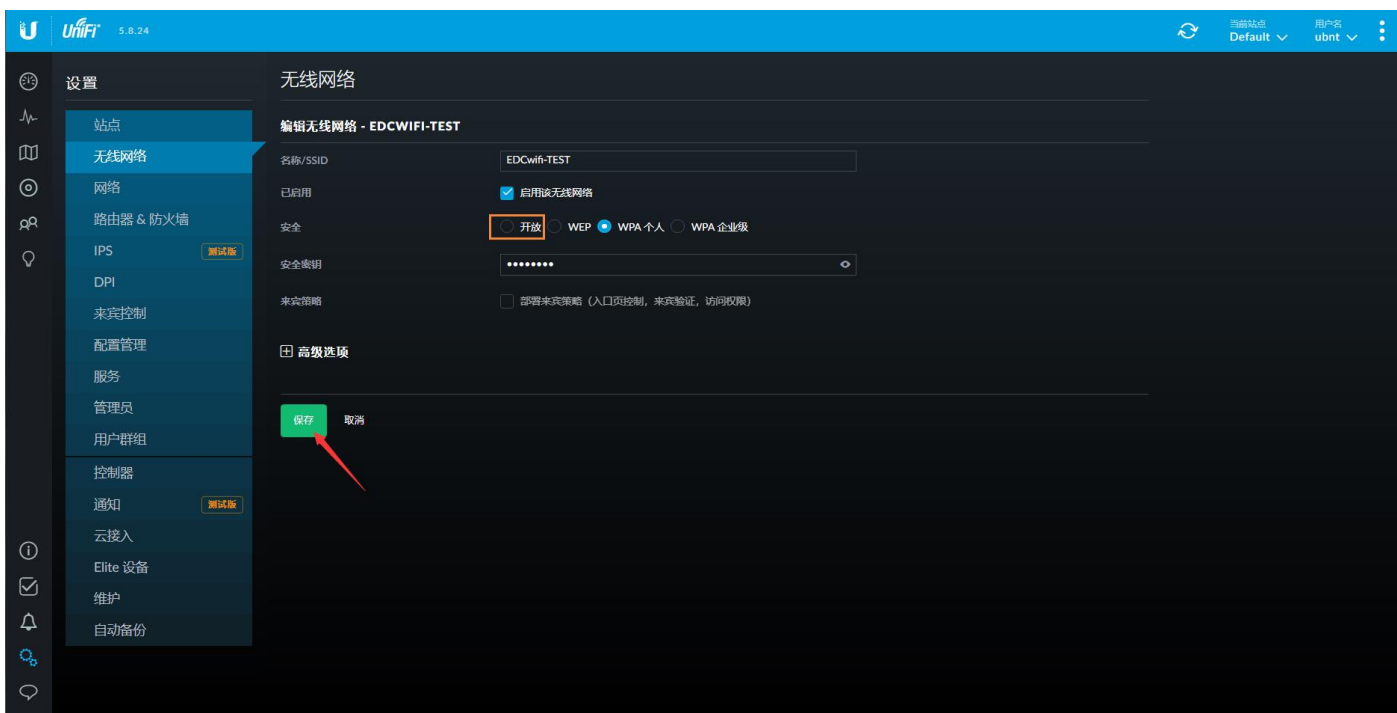 UniFi 5.8.24
当前站点
Default
用户名
ubnt
设置
站点
无线网络
网络
路由器 & 防火墙
IPS 测试版
DPI
来宾控制
配置管理
服务
管理员
用户群组
控制器
通知 测试版
云接入
Elite 设备
维护
自动备份
无线网络
编辑无线网络 - EDCWIFI-TEST
名称/SSID EDCwifi-TEST
已启用 启用该无线网络
安全 开放 WEP WPA 个人 WPA 企业级
安全密钥 ••••••••
来宾策略 部署来宾策略（入口页控制，来宾验证，访问权限）
高级选项
保存 取消